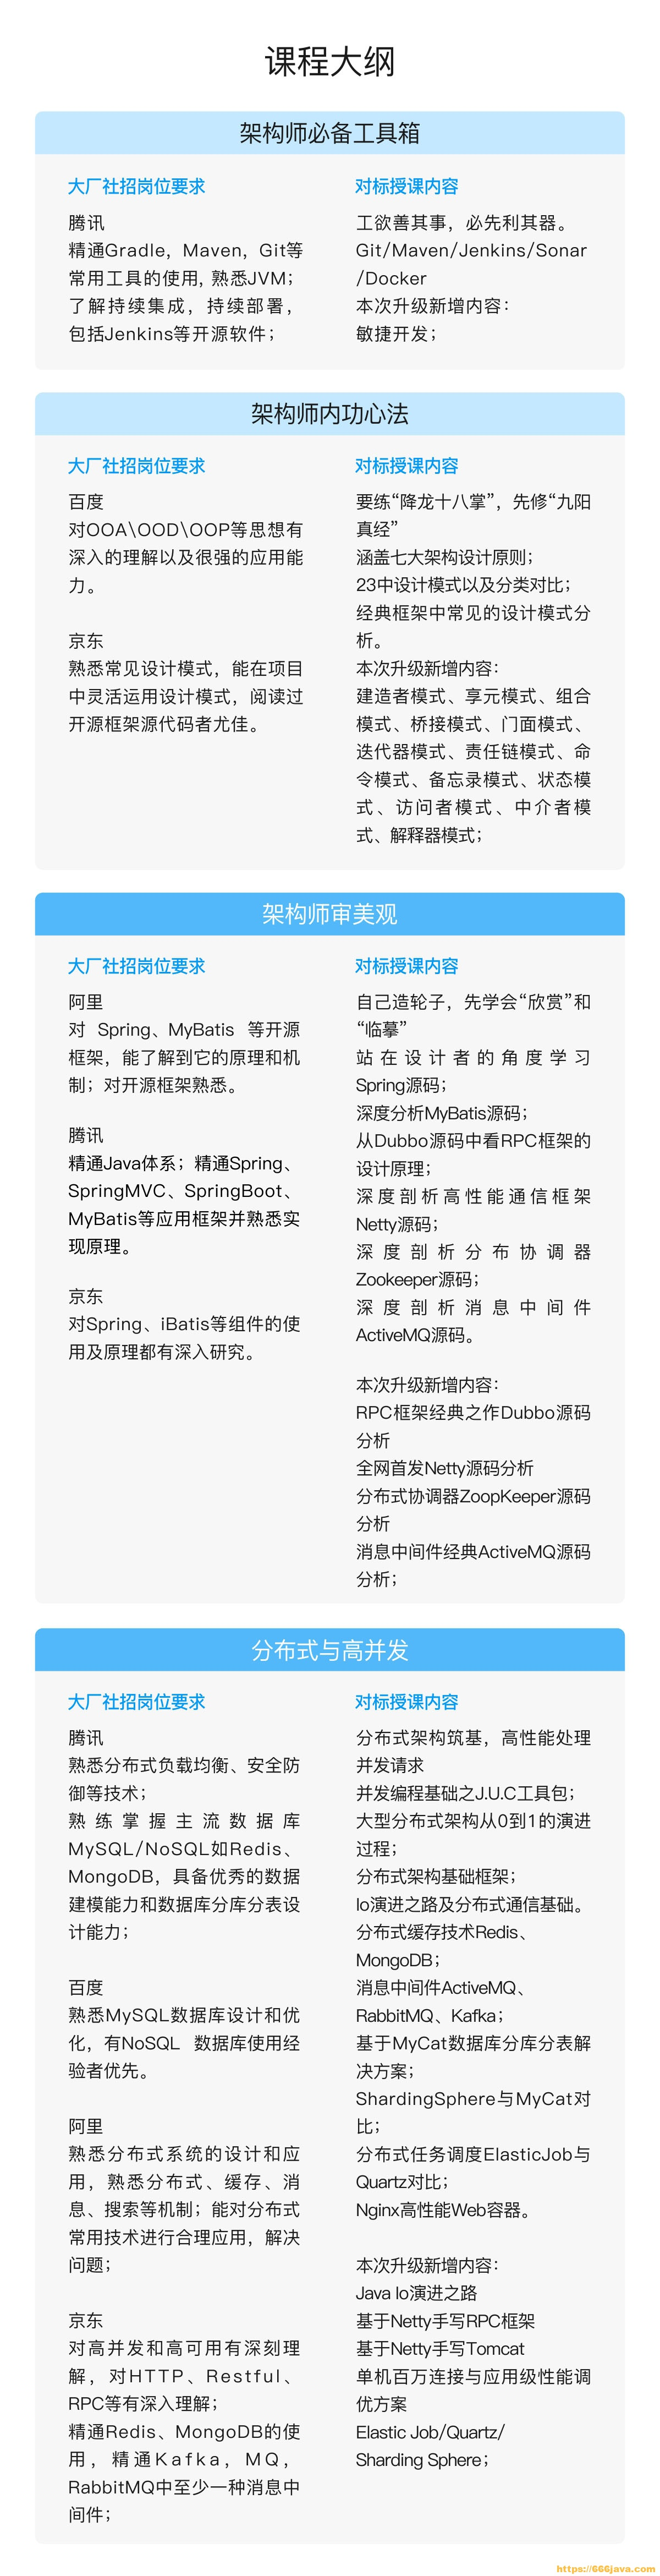 课程大纲
架构师必备工具箱
大厂社招岗位要求
腾讯
精通Gradle，Maven，Git等
常用工具的使用，熟悉JVM；
了解持续集成，持续部署，
包括Jenkins等开源软件；
对标授课内容
工欲善其事，必先利其器。
Git/Maven/Jenkins/Sonar
/Docker
本次升级新增内容：
敏捷开发；
架构师内功心法
大厂社招岗位要求
百度
对OOA\OOD\OOP等思想有
深入的理解以及很强的应用能
力。
京东
熟悉常见设计模式，能在项目
中灵活运用设计模式，阅读过
开源框架源代码者尤佳。
对标授课内容
要练“降龙十八掌”，先修“九阳
真经”
涵盖七大架构设计原则；
23中设计模式以及分类对比；
经典框架中常见的设计模式分
析。
本次升级新增内容：
建造者模式、享元模式、组合
模式、桥接模式、门面模式、
迭代器模式、责任链模式、命
令模式、备忘录模式、状态模
式、访问者模式、中介者模
式、解释器模式；
架构师审美观
大厂社招岗位要求
阿里
对 Spring、MyBatis 等开源
框架，能了解到它的原理和机
制；对开源框架熟悉。
腾讯
精通Java体系；精通Spring、
SpringMVC、SpringBoot、
MyBatis等应用框架并熟悉实
现原理。
京东
对Spring、iBatis等组件的使
用及原理都有深入研究。
对标授课内容
自己造轮子，先学会“欣赏”和
“临摹”
站在设计者的角度学习
Spring源码；
深度分析MyBatis源码；
从Dubbo源码中看RPC框架的
设计原理；
深度剖析高性能通信框架
Netty源码；
深度剖析分布协调器
Zookeeper源码；
深度剖析消息中间件
ActiveMQ源码。
本次升级新增内容：
RPC框架经典之作Dubbo源码
分析
全网首发Netty源码分析
分布式协调器ZoopKeeper源码
分析
消息中间件经典ActiveMQ源码
分析；
分布式与高并发
大厂社招岗位要求
腾讯
熟悉分布式负载均衡、安全防
御等技术；
熟练掌握主流数据库
MySQL/NoSQL如Redis、
MongoDB，具备优秀的数据
建模能力和数据库分库分表设
计能力；
百度
熟悉MySQL数据库设计和优
化，有NoSQL 数据库使用经
验者优先。
阿里
熟悉分布式系统的设计和应
用，熟悉分布式、缓存、消
息、搜索等机制；能对分布式
常用技术进行合理应用，解决
问题；
京东
对高并发和高可用有深刻理
解，对HTTP、Restful、
RPC等有深入理解；
精通Redis、MongoDB的使
用，精通Kafka，MQ，
RabbitMQ中至少一种消息中
间件；
对标授课内容
分布式架构筑基，高性能处理
并发请求
并发编程基础之J.U.C工具包；
大型分布式架构从0到1的演进
过程；
分布式架构基础框架；
Io演进之路及分布式通信基础。
分布式缓存技术Redis、
MongoDB；
消息中间件ActiveMQ、
RabbitMQ、Kafka；
基于MyCat数据库分库分表解
决方案；
ShardingSphere与MyCat对
比；
分布式任务调度ElasticJob与
Quartz对比；
Nginx高性能Web容器。
本次升级新增内容：
Java Io演进之路
基于Netty手写RPC框架
基于Netty手写Tomcat
单机百万连接与应用级性能调
优方案
Elastic Job/Quartz/
Sharding Sphere；
https://666java.com